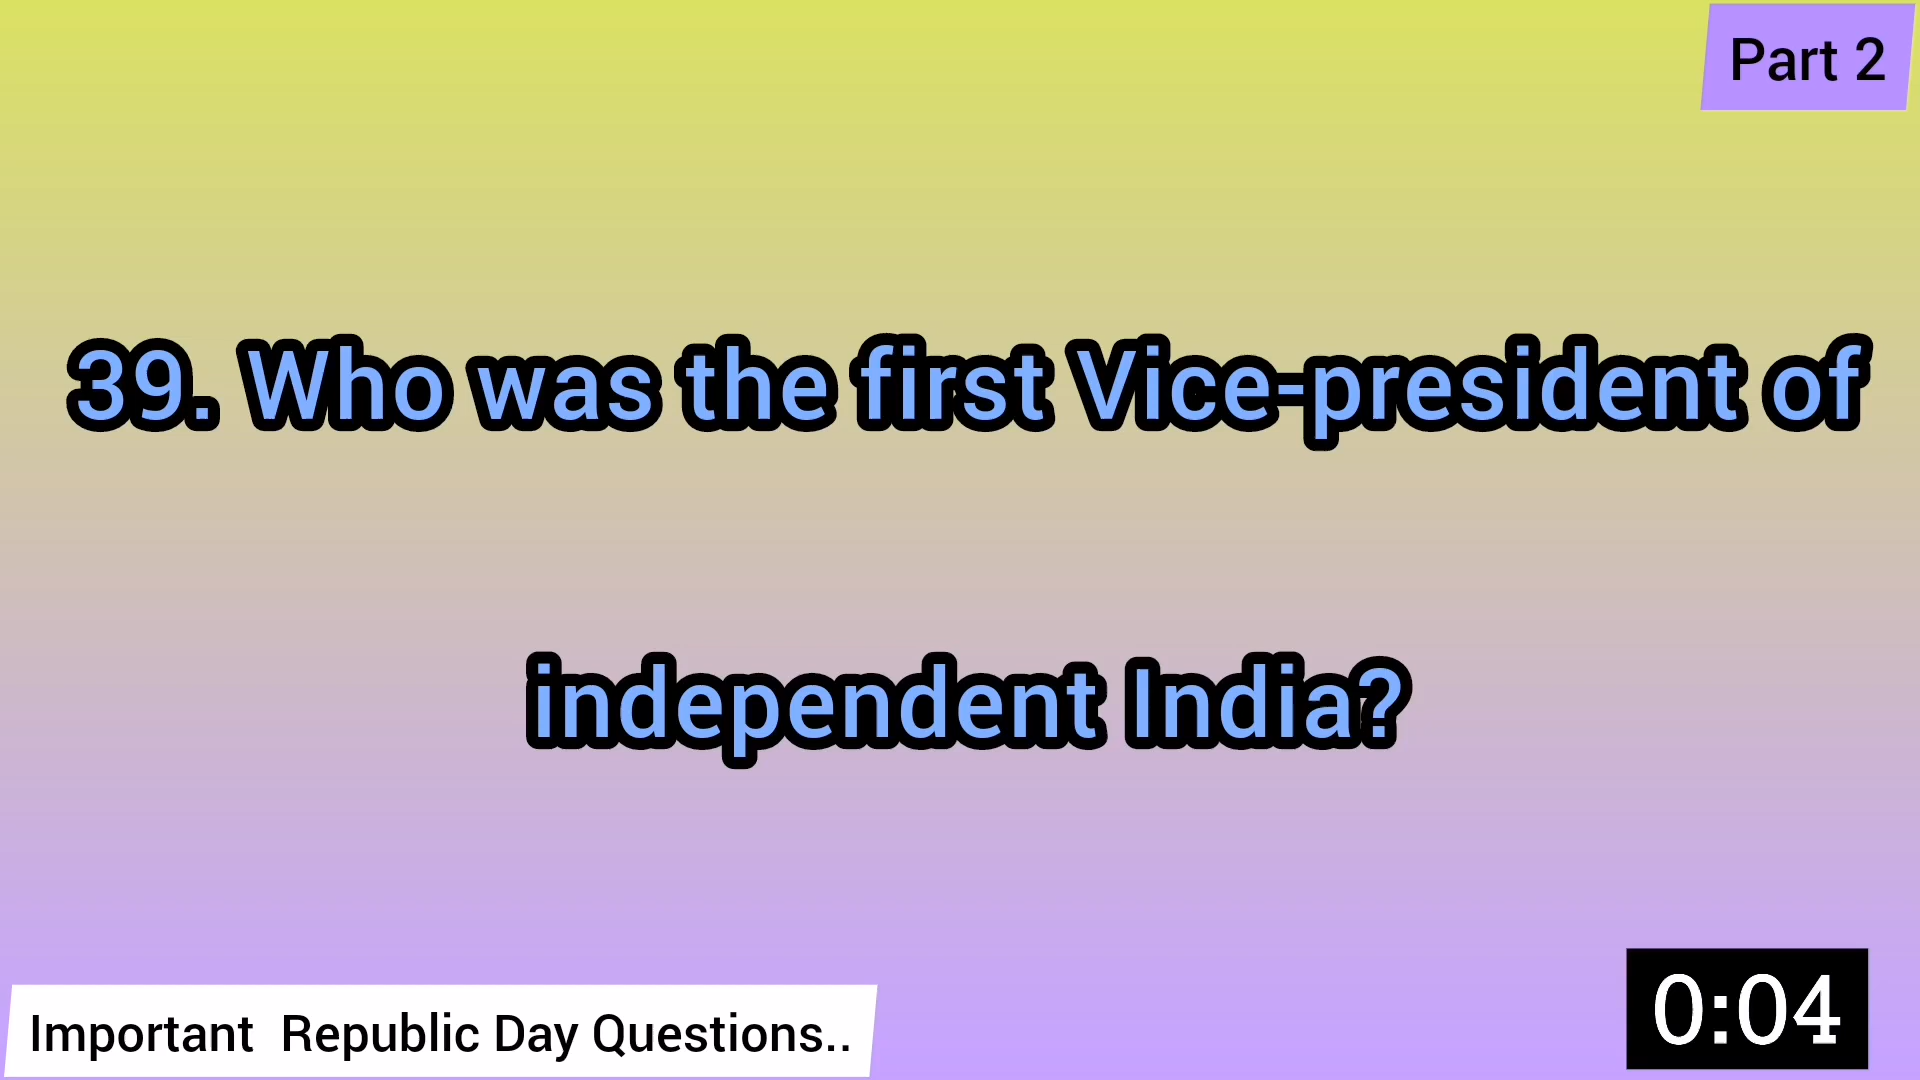 Part 2
39. Who was the first Vice-president of
independent India?
Important  Republic Day Questions..
0:04